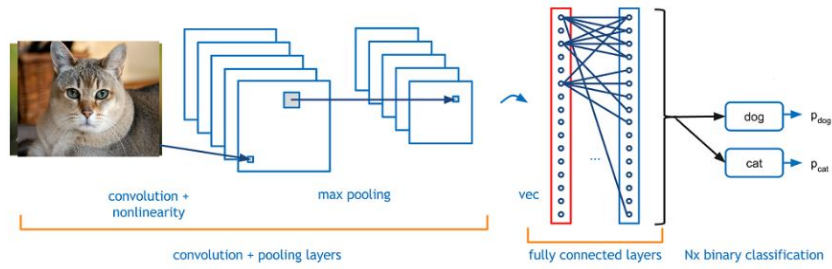 dog
p_dog
cat
p_cat
...
convolution +
nonlinearity
max pooling
vec
convolution + pooling layers
fully connected layers
Nx binary classification